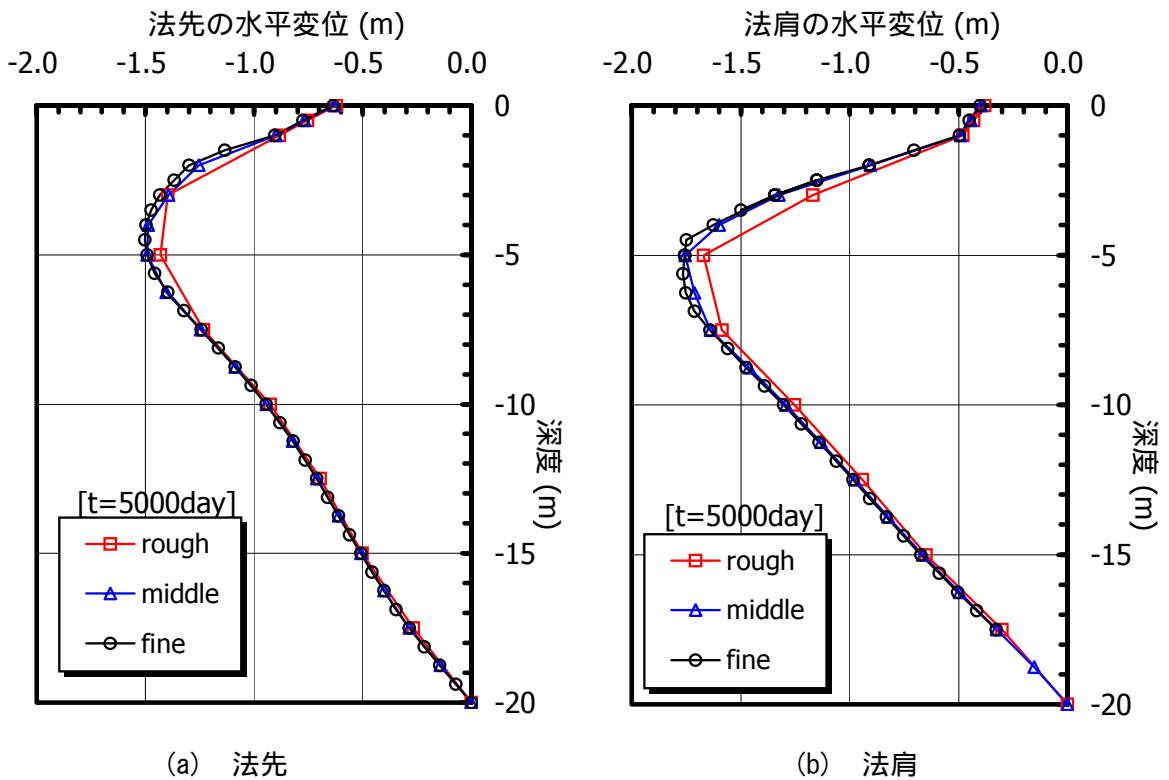 法先の水平変位 (m)
-2.0 -1.5 -1.0 -0.5 0.0
0
-5
-10
-15
-20
深度 (m)
[t=5000day]
rough
middle
fine
(a) 法先
法肩の水平変位 (m)
-2.0 -1.5 -1.0 -0.5 0.0
0
-5
-10
-15
-20
深度 (m)
[t=5000day]
rough
middle
fine
(b) 法肩